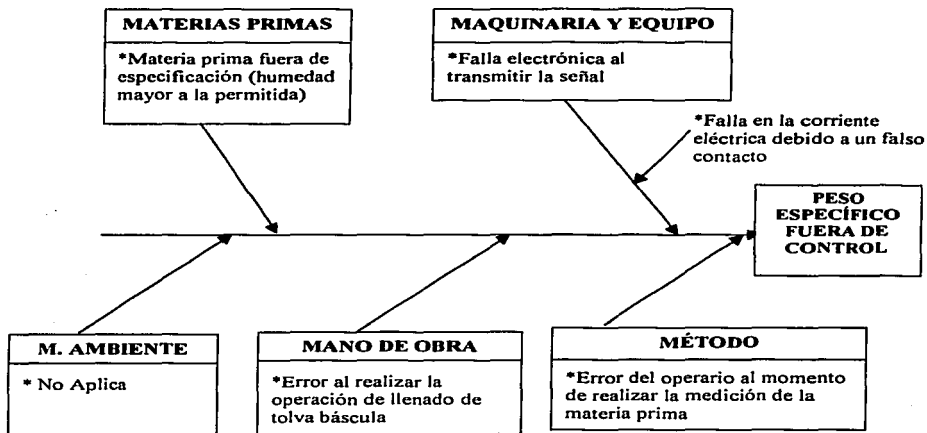 MATERIAS PRIMAS
*Materia prima fuera de
especificación (humedad
mayor a la permitida)
MAQUINARIA Y EQUIPO
*Falla electrónica al
transmitir la señal
*Falla en la corriente
eléctrica debido a un falso
contacto
PESO
ESPECÍFICO
FUERA DE
CONTROL
M. AMBIENTE
* No Aplica
MANO DE OBRA
*Error al realizar la
operación de llenado de
tolva báscula
MÉTODO
*Error del operario al momento
de realizar la medición de la
materia prima